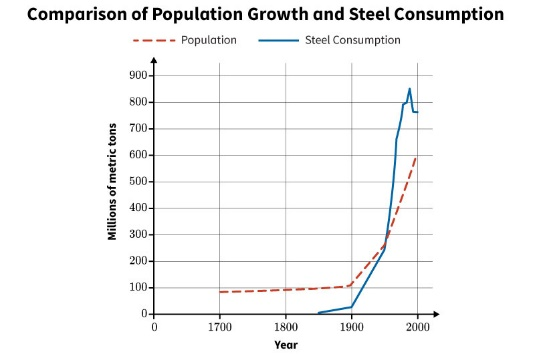 Comparison of Population Growth and Steel Consumption
Population Steel Consumption
Millions of metric tons
900
800
700
600
500
400
300
200
100
0
0 1700 1800 1900 2000
Year